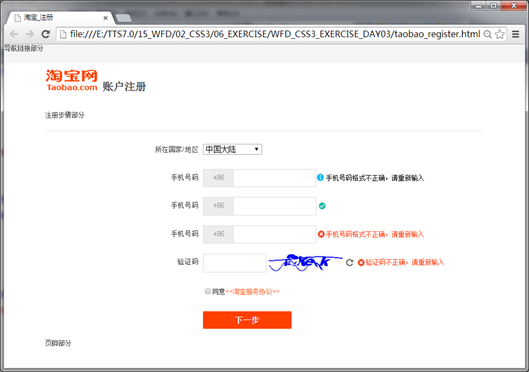 淘宝_注册
file:///E:/TTS7.0/15_WFD/02_CSS3/06_EXERCISE/WFD_CSS3_EXERCISE_DAY03/taobao_register.html
导航链接部分
淘宝网
Taobao.com 账户注册
注册步骤部分
所在国家/地区 中国大陆
手机号码 +86 手机号码格式不正确，请重新输入
手机号码 +86
手机号码 +86 手机号码格式不正确，请重新输入
验证码 验证码不正确，请重新输入
同意<<淘宝服务协议>>
下一步
页脚部分